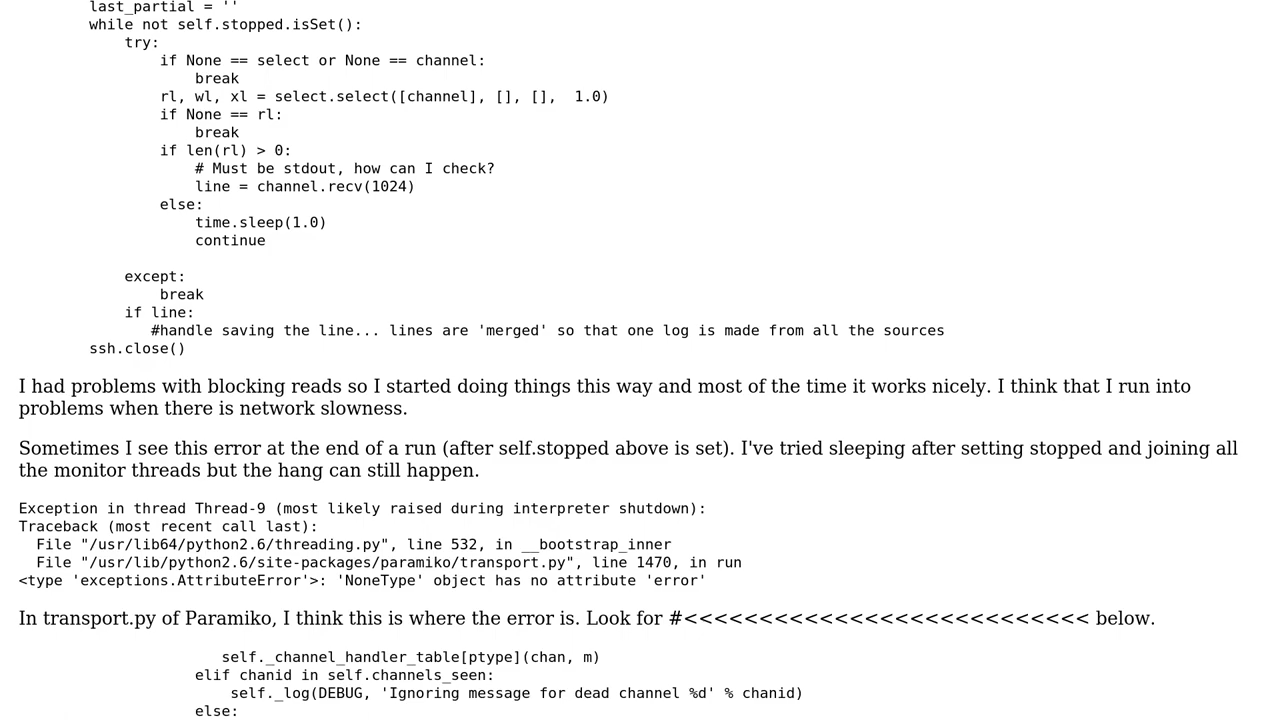 last_partial = ''
while not self.stopped.isSet():
try:
if None == select or None == channel:
break
rl, wl, xl = select.select([channel], [], [],  1.0)
if None == rl:
break
if len(rl) > 0:
# Must be stdout, how can I check?
line = channel.recv(1024)
else:
time.sleep(1.0)
continue
except:
break
if line:
#handle saving the line... lines are 'merged' so that one log is made from all the sources
ssh.close()
I had problems with blocking reads so I started doing things this way and most of the time it works nicely. I think that I run into
problems when there is network slowness.
Sometimes I see this error at the end of a run (after self.stopped above is set). I've tried sleeping after setting stopped and joining all
the monitor threads but the hang can still happen.
Exception in thread Thread-9 (most likely raised during interpreter shutdown):
Traceback (most recent call last):
File "/usr/lib64/python2.6/threading.py", line 532, in __bootstrap_inner
File "/usr/lib/python2.6/site-packages/paramiko/transport.py", line 1470, in run
<type 'exceptions.AttributeError'>: 'NoneType' object has no attribute 'error'
In transport.py of Paramiko, I think this is where the error is. Look for #<<<<<<<<<<<<<<<<<<<<<<<<<<< below.
self._channel_handler_table[ptype](chan, m)
elif chanid in self.channels_seen:
self._log(DEBUG, 'Ignoring message for dead channel %d' % chanid)
else: